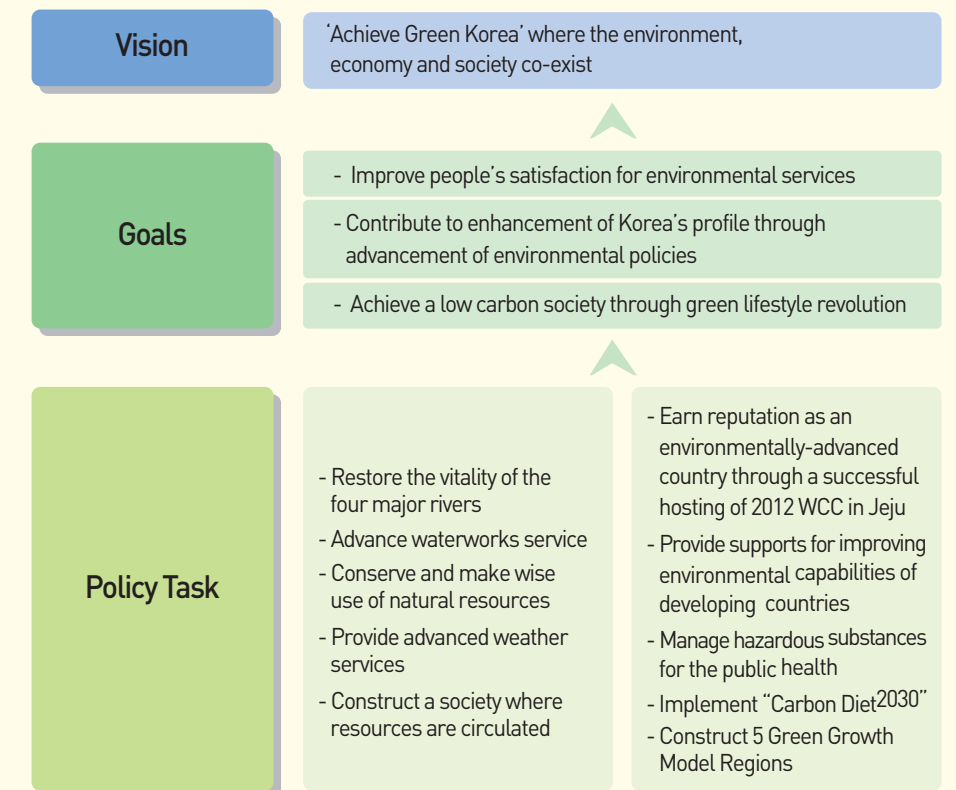 Vision
‘Achieve Green Korea’ where the environment,
economy and society co-exist
Goals
- Improve people’s satisfaction for environmental services
- Contribute to enhancement of Korea’s profile through
advancement of environmental policies
- Achieve a low carbon society through green lifestyle revolution
Policy Task
- Restore the vitality of the
four major rivers
- Advance waterworks service
- Conserve and make wise
use of natural resources
- Provide advanced weather
services
- Construct a society where
resources are circulated
- Earn reputation as an
environmentally-advanced
country through a successful
hosting of 2012 WCC in Jeju
- Provide supports for improving
environmental capabilities of
developing countries
- Manage hazardous substances
for the public health
- Implement “Carbon Diet2030”
- Construct 5 Green Growth
Model Regions